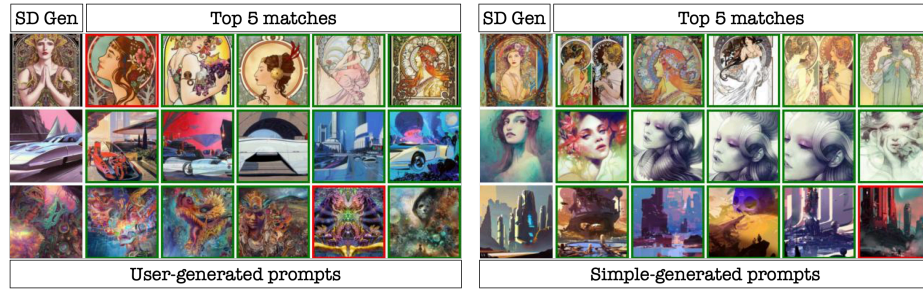 SD Gen
Top 5 matches
SD Gen
Top 5 matches
User-generated prompts
Simple-generated prompts